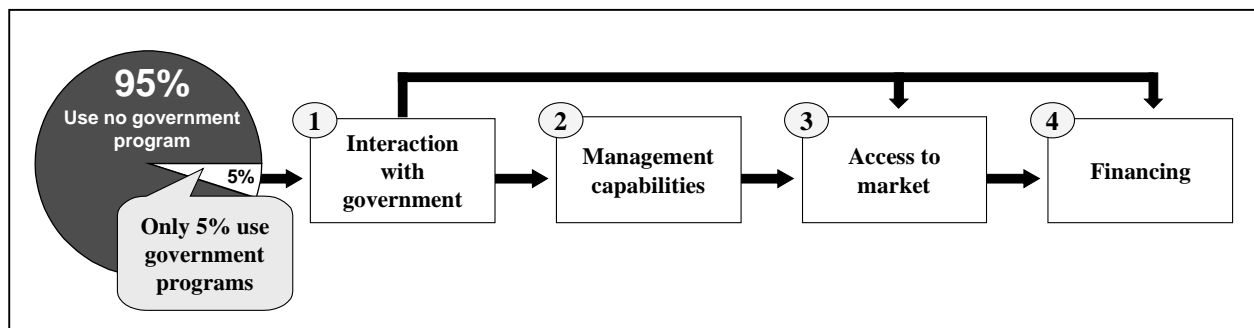 95%
Use no government
program
5%
Only 5% use
government
programs
1
Interaction
with
government
2
Management
capabilities
3
Access to
market
4
Financing